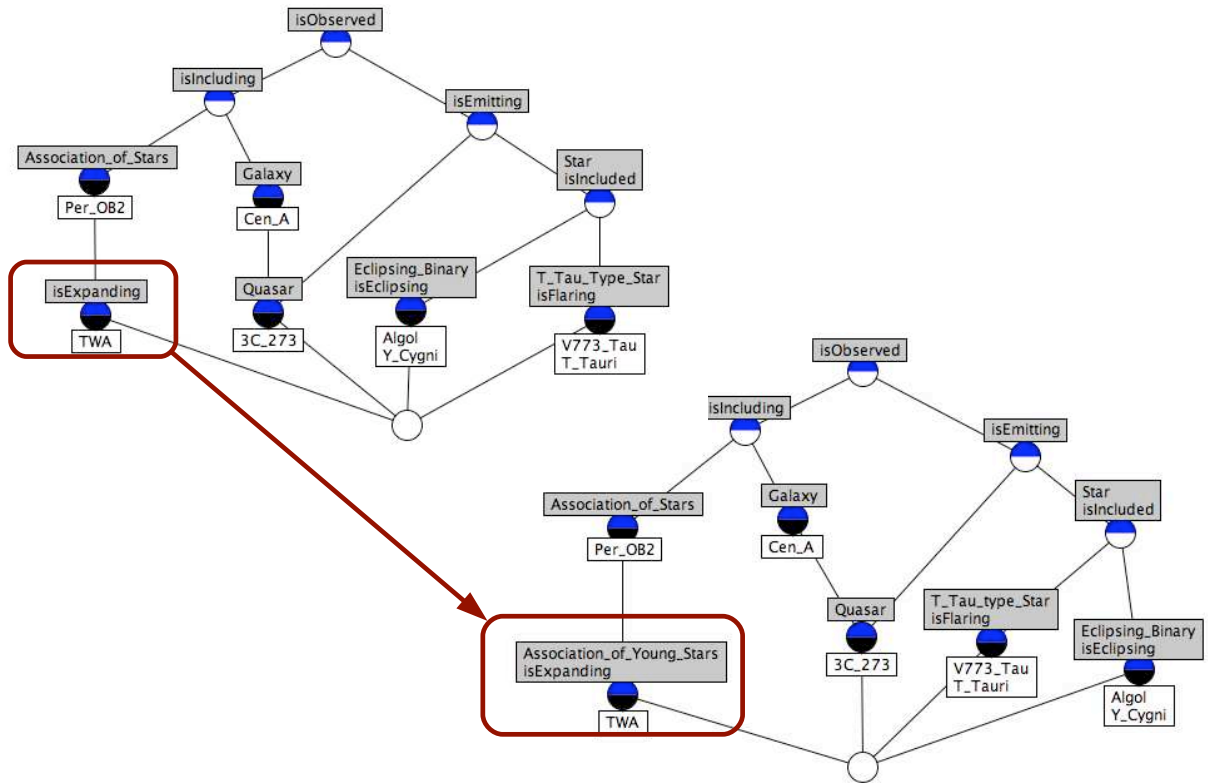 isObserved
isIncluding
isEmitting
Association_of_Stars
Galaxy
Star
isIncluded
Per_OB2
Cen_A
isExpanding
Quasar
Eclipsing_Binary
isEclipsing
T_Tau_Type_Star
isFlaring
TWA
3C_273
Algol
Y_Cygni
V773_Tau
T_Tauri
isObserved
isIncluding
isEmitting
Association_of_Stars
Galaxy
Star
isIncluded
Per_OB2
Cen_A
Quasar
T_Tau_type_Star
isFlaring
Eclipsing_Binary
isEclipsing
Association_of_Young_Stars
isExpanding
3C_273
V773_Tau
T_Tauri
TWA
Algol
Y_Cygni